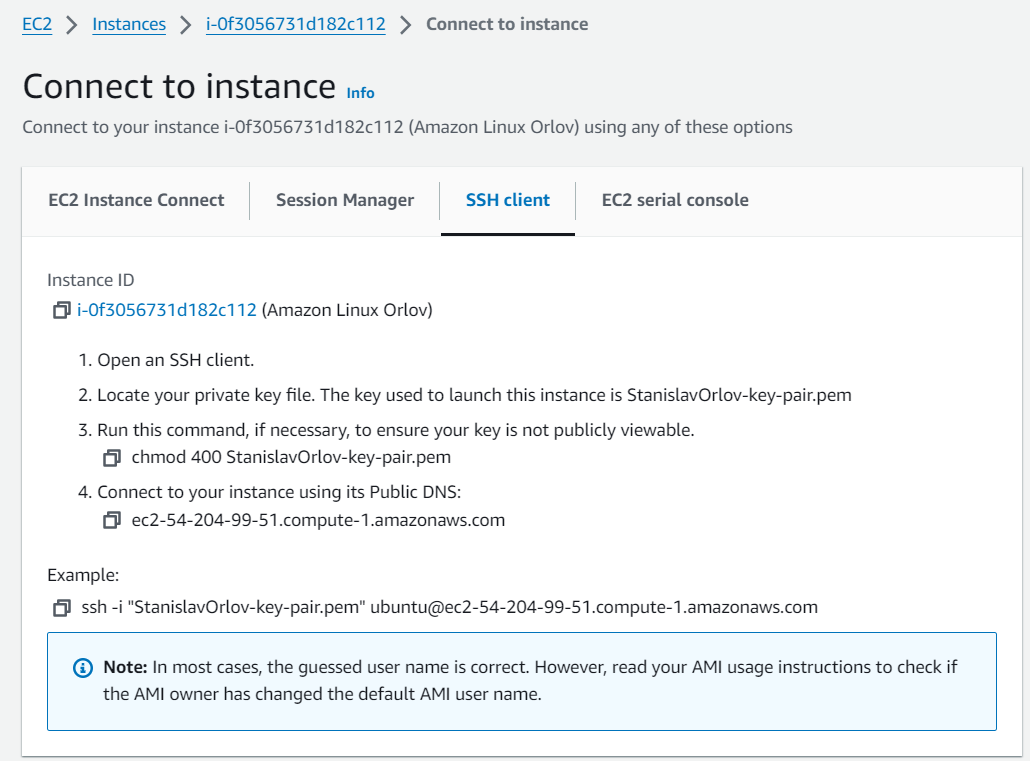 EC2 > Instances > i-0f3056731d182c112 > Connect to instance
Connect to instance Info
Connect to your instance i-0f3056731d182c112 (Amazon Linux Orlov) using any of these options
EC2 Instance Connect Session Manager SSH client EC2 serial console
Instance ID
i-0f3056731d182c112 (Amazon Linux Orlov)
1. Open an SSH client.
2. Locate your private key file. The key used to launch this instance is StanislavOrlov-key-pair.pem
3. Run this command, if necessary, to ensure your key is not publicly viewable.
chmod 400 StanislavOrlov-key-pair.pem
4. Connect to your instance using its Public DNS:
ec2-54-204-99-51.compute-1.amazonaws.com
Example:
ssh -i "StanislavOrlov-key-pair.pem" ubuntu@ec2-54-204-99-51.compute-1.amazonaws.com
Note: In most cases, the guessed user name is correct. However, read your AMI usage instructions to check if
the AMI owner has changed the default AMI user name.